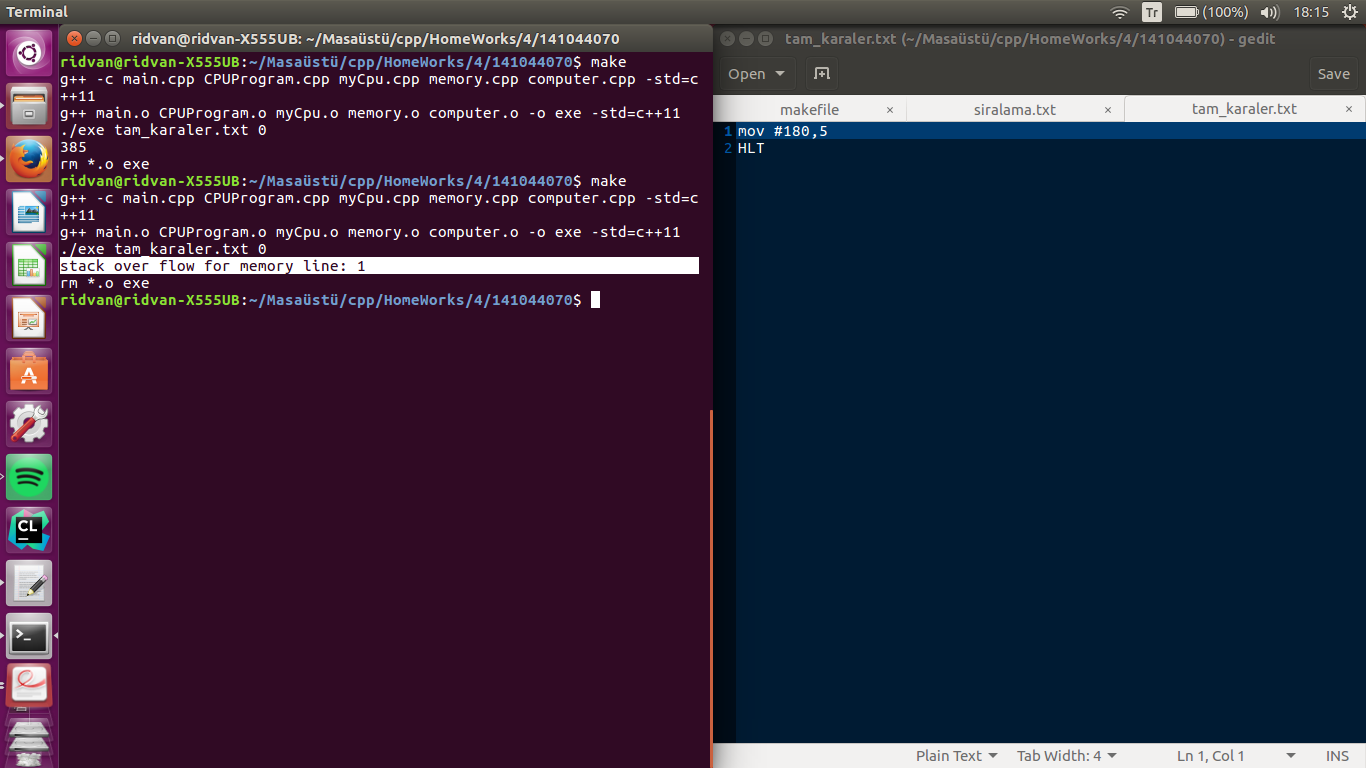 Terminal
Tr
(100%)
18:15
ridvan@ridvan-X555UB: ~/Masaüstü/cpp/HomeWorks/4/141044070
ridvan@ridvan-X555UB:~/Masaüstü/cpp/HomeWorks/4/141044070$ make
g++ -c main.cpp CPUProgram.cpp myCpu.cpp memory.cpp computer.cpp -std=c
++11
g++ main.o CPUProgram.o myCpu.o memory.o computer.o -o exe -std=c++11
./exe tam_karaler.txt 0
385
rm *.o exe
ridvan@ridvan-X555UB:~/Masaüstü/cpp/HomeWorks/4/141044070$ make
g++ -c main.cpp CPUProgram.cpp myCpu.cpp memory.cpp computer.cpp -std=c
++11
g++ main.o CPUProgram.o myCpu.o memory.o computer.o -o exe -std=c++11
./exe tam_karaler.txt 0
stack over flow for memory line: 1
rm *.o exe
ridvan@ridvan-X555UB:~/Masaüstü/cpp/HomeWorks/4/141044070$
tam_karaler.txt (~/Masaüstü/cpp/HomeWorks/4/141044070) - gedit
Open
Save
makefile ×
siralama.txt ×
tam_karaler.txt ×
1 mov #180,5
2 HLT
Plain Text
Tab Width: 4
Ln 1, Col 1
INS
A
CL
>_